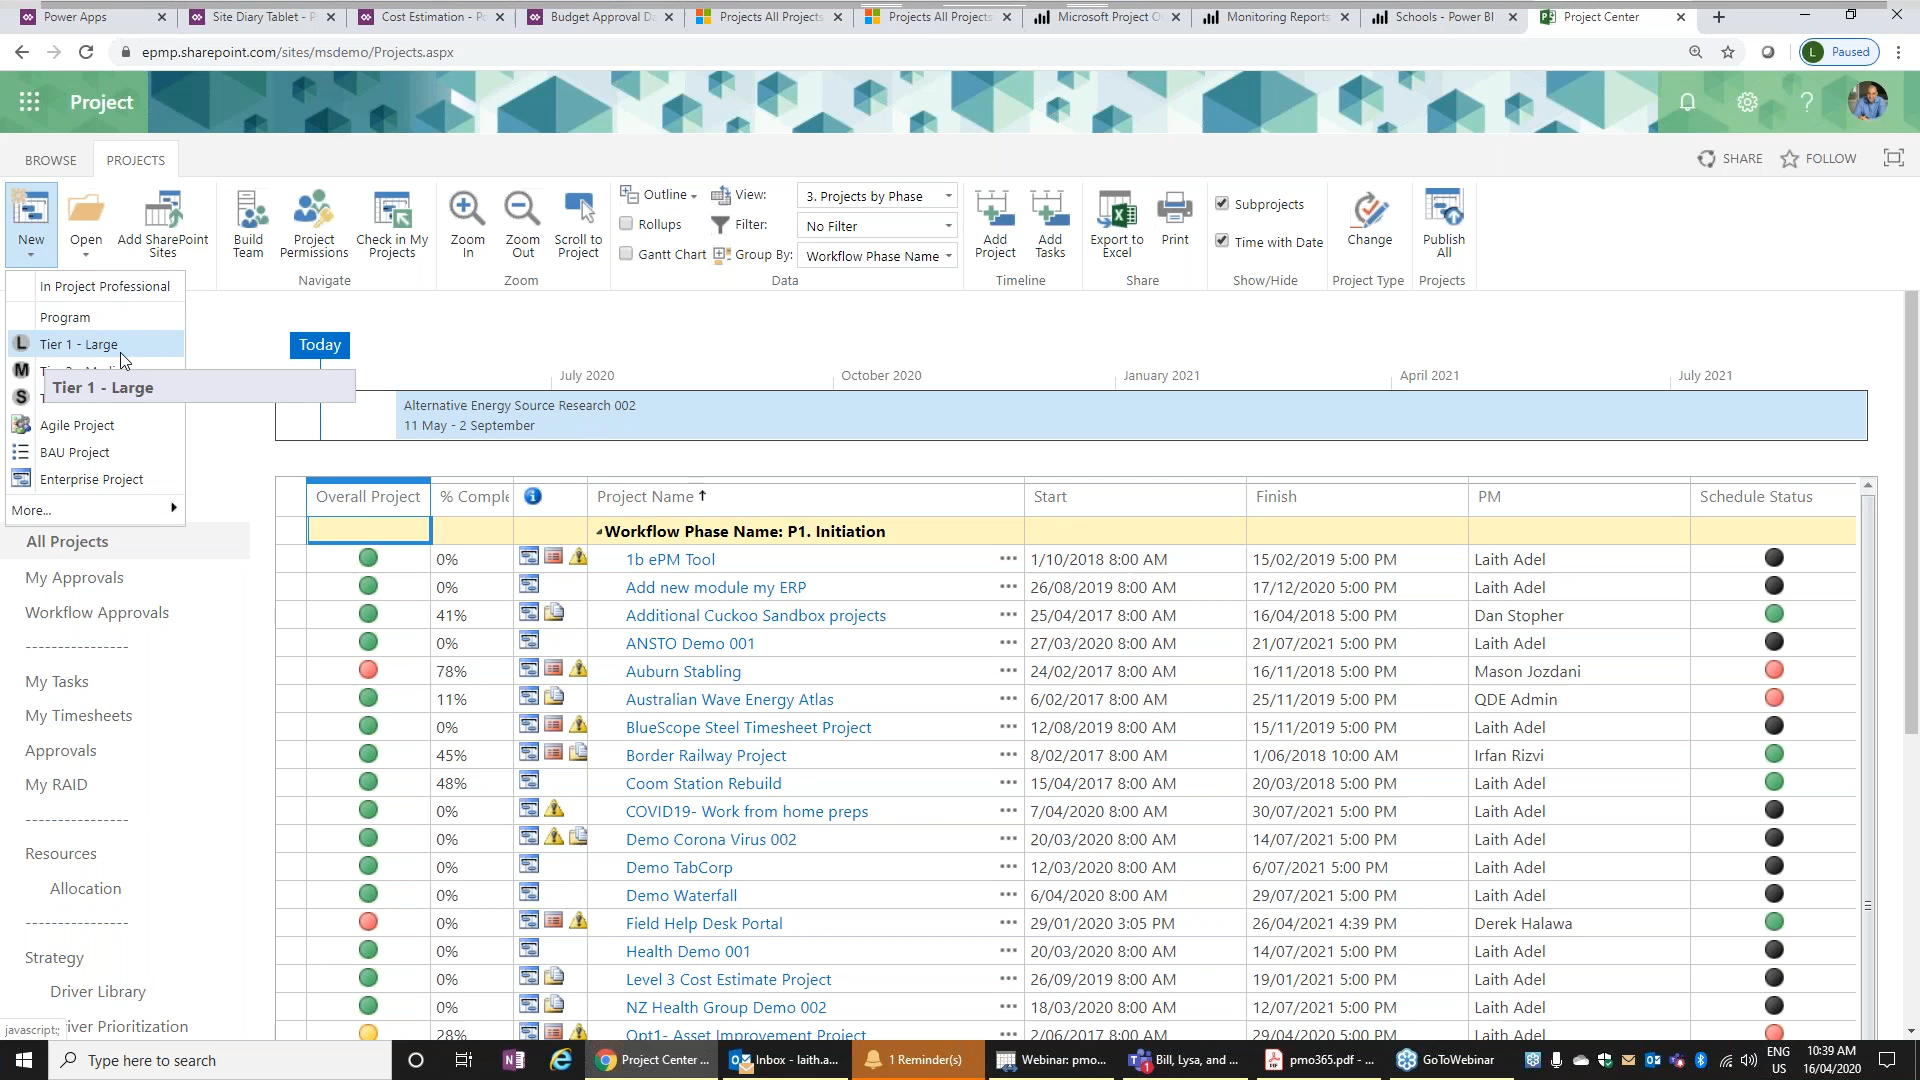 Power Apps
Site Diary Tablet - P
Cost Estimation - Po
Budget Approval Da
Projects All Projects
Projects All Projects
Microsoft Project O
Monitoring Reports
Schools - Power BI
Project Center
epmp.sharepoint.com/sites/msdemo/Projects.aspx
L Paused
Project
BROWSE PROJECTS
SHARE FOLLOW
New
Open
Add SharePoint Sites
Build Team
Project Permissions
Check in My Projects
Navigate
Zoom In
Zoom Out
Scroll to Project
Zoom
Outline
Rollups
Gantt Chart
View: 3. Projects by Phase
Filter: No Filter
Group By: Workflow Phase Name
Data
Add Project
Add Tasks
Timeline
Export to Excel
Print
Share
Subprojects
Time with Date
Show/Hide
Change
Project Type
Publish All
Projects
In Project Professional
Program
L Tier 1 - Large
M
Tier 1 - Large
S
Agile Project
BAU Project
Enterprise Project
More...
All Projects
My Approvals
Workflow Approvals
----------------
My Tasks
My Timesheets
Approvals
My RAID
----------------
Resources
Allocation
----------------
Strategy
Driver Library
iver Prioritization
javascript:;
Today
July 2020 October 2020 January 2021 April 2021 July 2021
Alternative Energy Source Research 002
11 May - 2 September
Overall Project % Comple Project Name Start Finish PM Schedule Status
Workflow Phase Name: P1. Initiation
0% 1b ePM Tool ... 1/10/2018 8:00 AM 15/02/2019 5:00 PM Laith Adel
0% Add new module my ERP ... 26/08/2019 8:00 AM 17/12/2020 5:00 PM Laith Adel
41% Additional Cuckoo Sandbox projects ... 25/04/2017 8:00 AM 16/04/2018 5:00 PM Dan Stopher
0% ANSTO Demo 001 ... 27/03/2020 8:00 AM 21/07/2021 5:00 PM Laith Adel
78% Auburn Stabling ... 24/02/2017 8:00 AM 16/11/2018 5:00 PM Mason Jozdani
11% Australian Wave Energy Atlas ... 6/02/2017 8:00 AM 25/11/2019 5:00 PM QDE Admin
0% BlueScope Steel Timesheet Project ... 12/08/2019 8:00 AM 15/11/2019 5:00 PM Laith Adel
45% Border Railway Project ... 8/02/2017 8:00 AM 1/06/2018 10:00 AM Irfan Rizvi
48% Coom Station Rebuild ... 15/04/2017 8:00 AM 20/03/2018 5:00 PM Laith Adel
0% COVID19- Work from home preps ... 7/04/2020 8:00 AM 30/07/2021 5:00 PM Laith Adel
0% Demo Corona Virus 002 ... 20/03/2020 8:00 AM 14/07/2021 5:00 PM Laith Adel
0% Demo TabCorp ... 12/03/2020 8:00 AM 6/07/2021 5:00 PM Laith Adel
0% Demo Waterfall ... 6/04/2020 8:00 AM 29/07/2021 5:00 PM Laith Adel
0% Field Help Desk Portal ... 29/01/2020 3:05 PM 26/04/2021 4:39 PM Derek Halawa
0% Health Demo 001 ... 20/03/2020 8:00 AM 14/07/2021 5:00 PM Laith Adel
0% Level 3 Cost Estimate Project ... 26/09/2019 8:00 AM 19/01/2021 5:00 PM Laith Adel
0% NZ Health Group Demo 002 ... 18/03/2020 8:00 AM 12/07/2021 5:00 PM Laith Adel
28% Opt1- Asset Improvement Project ... 2/06/2017 8:00 AM 29/04/2020 5:00 PM Laith Adel
Type here to search
Project Center ...
Inbox - laith.a...
1 Reminder(s)
Webinar: pmo...
Bill, Lysa, and ...
pmo365.pdf - ...
GoToWebinar
ENG
US
10:39 AM
16/04/2020